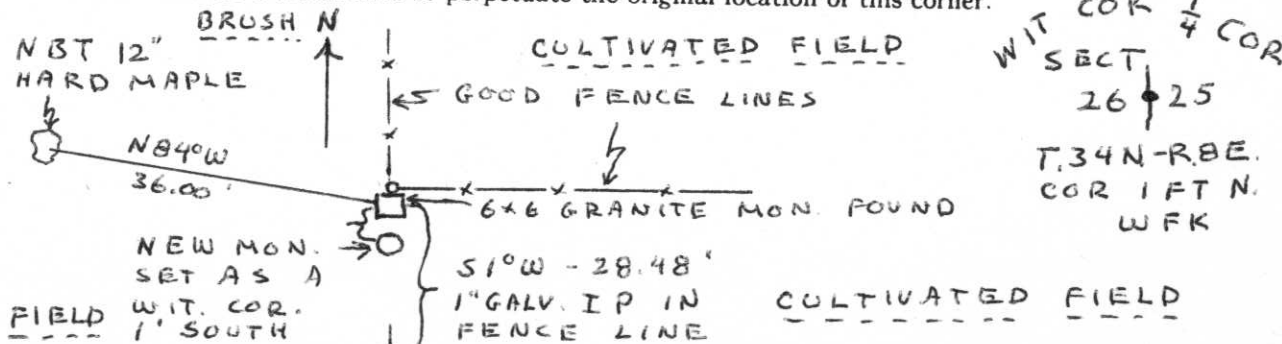 perpetuate the original location of this corner.
BRUSH N
NBT 12"
HARD MAPLE
CULTIVATED FIELD
GOOD FENCE LINES
N84°W
36.00'
6x6 GRANITE MON. FOUND
NEW MON.
SET AS A
WIT. COR.
1' SOUTH
FIELD
S1°W - 28.48'
1" GALV. IP IN
FENCE LINE
CULTIVATED FIELD
WIT COR 1/4 COR
SECT
26 25
T.34N-R.8E.
COR 1 FT N.
WFK